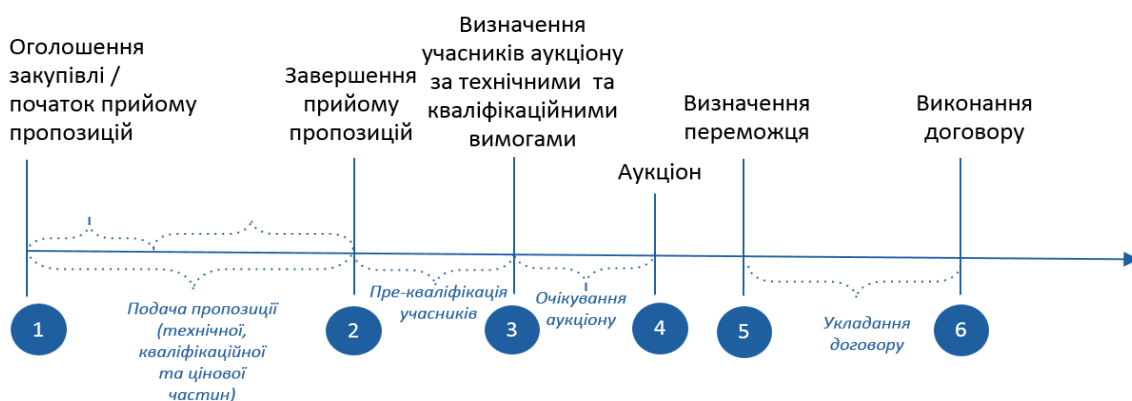 Оголошення
закупівлі /
початок прийому
пропозицій
Завершення
прийому
пропозицій
Визначення
учасників аукціону
за технічними та
кваліфікаційними
вимогами
Аукціон
Визначення
переможця
Виконання
договору
1
Подача пропозиції
(технічної,
кваліфікаційної
та цінової
частин)
2
Пре-кваліфікація
учасників
3
Очікування
аукціону
4
5
Укладання
договору
6